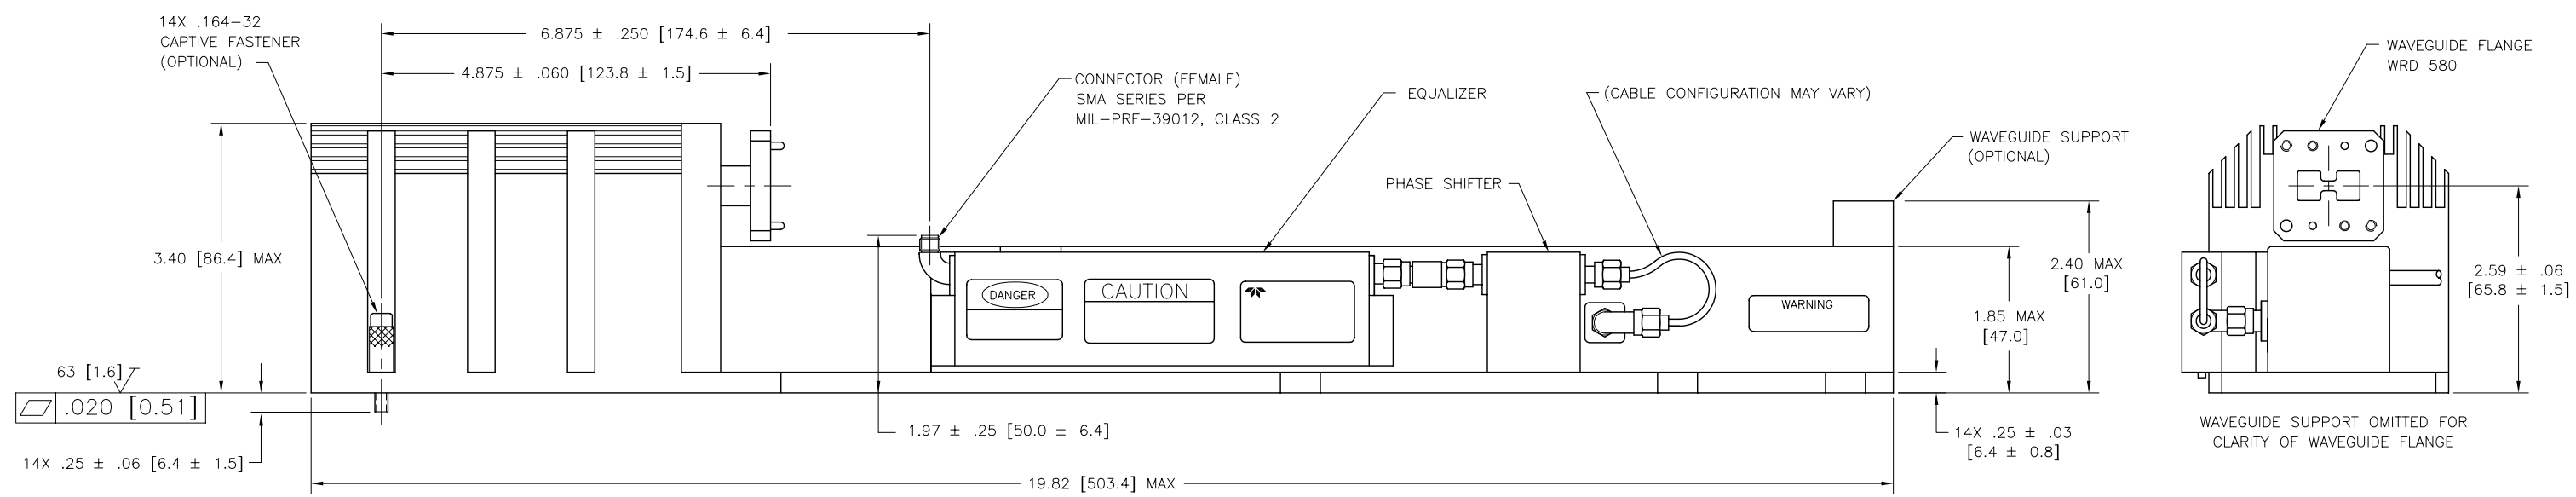 14X .164-32
CAPTIVE FASTENER
(OPTIONAL)
6.875 ± .250 [174.6 ± 6.4]
4.875 ± .060 [123.8 ± 1.5]
CONNECTOR (FEMALE)
SMA SERIES PER
MIL-PRF-39012, CLASS 2
EQUALIZER
(CABLE CONFIGURATION MAY VARY)
WAVEGUIDE SUPPORT
(OPTIONAL)
PHASE SHIFTER
WAVEGUIDE FLANGE
WRD 580
3.40 [86.4] MAX
DANGER
CAUTION
WARNING
2.40 MAX
[61.0]
1.85 MAX
[47.0]
2.59 ± .06
[65.8 ± 1.5]
63 [1.6]
.020 [0.51]
14X .25 ± .06 [6.4 ± 1.5]
1.97 ± .25 [50.0 ± 6.4]
14X .25 ± .03
[6.4 ± 0.8]
19.82 [503.4] MAX
WAVEGUIDE SUPPORT OMITTED FOR
CLARITY OF WAVEGUIDE FLANGE